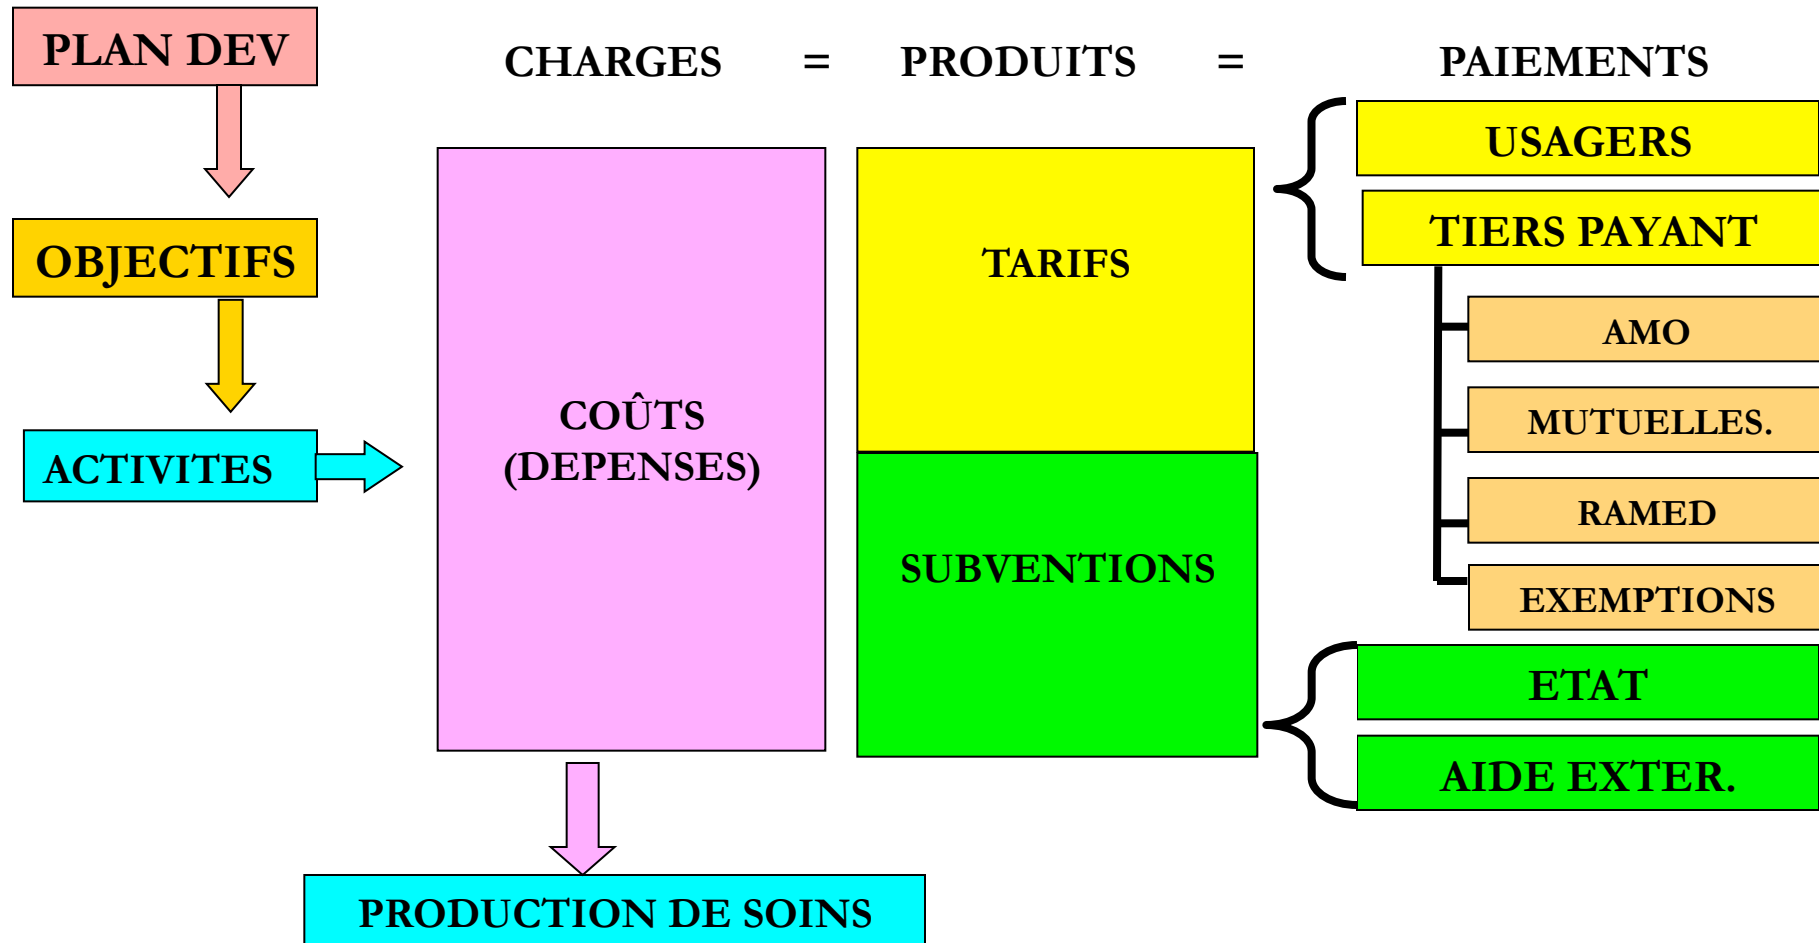 PLAN DEV
CHARGES = PRODUITS = PAIEMENTS
OBJECTIFS
ACTIVITES
COÛTS
(DEPENSES)
TARIFS
SUBVENTIONS
USAGERS
TIERS PAYANT
AMO
MUTUELLES.
RAMED
EXEMPTIONS
ETAT
AIDE EXTER.
PRODUCTION DE SOINS